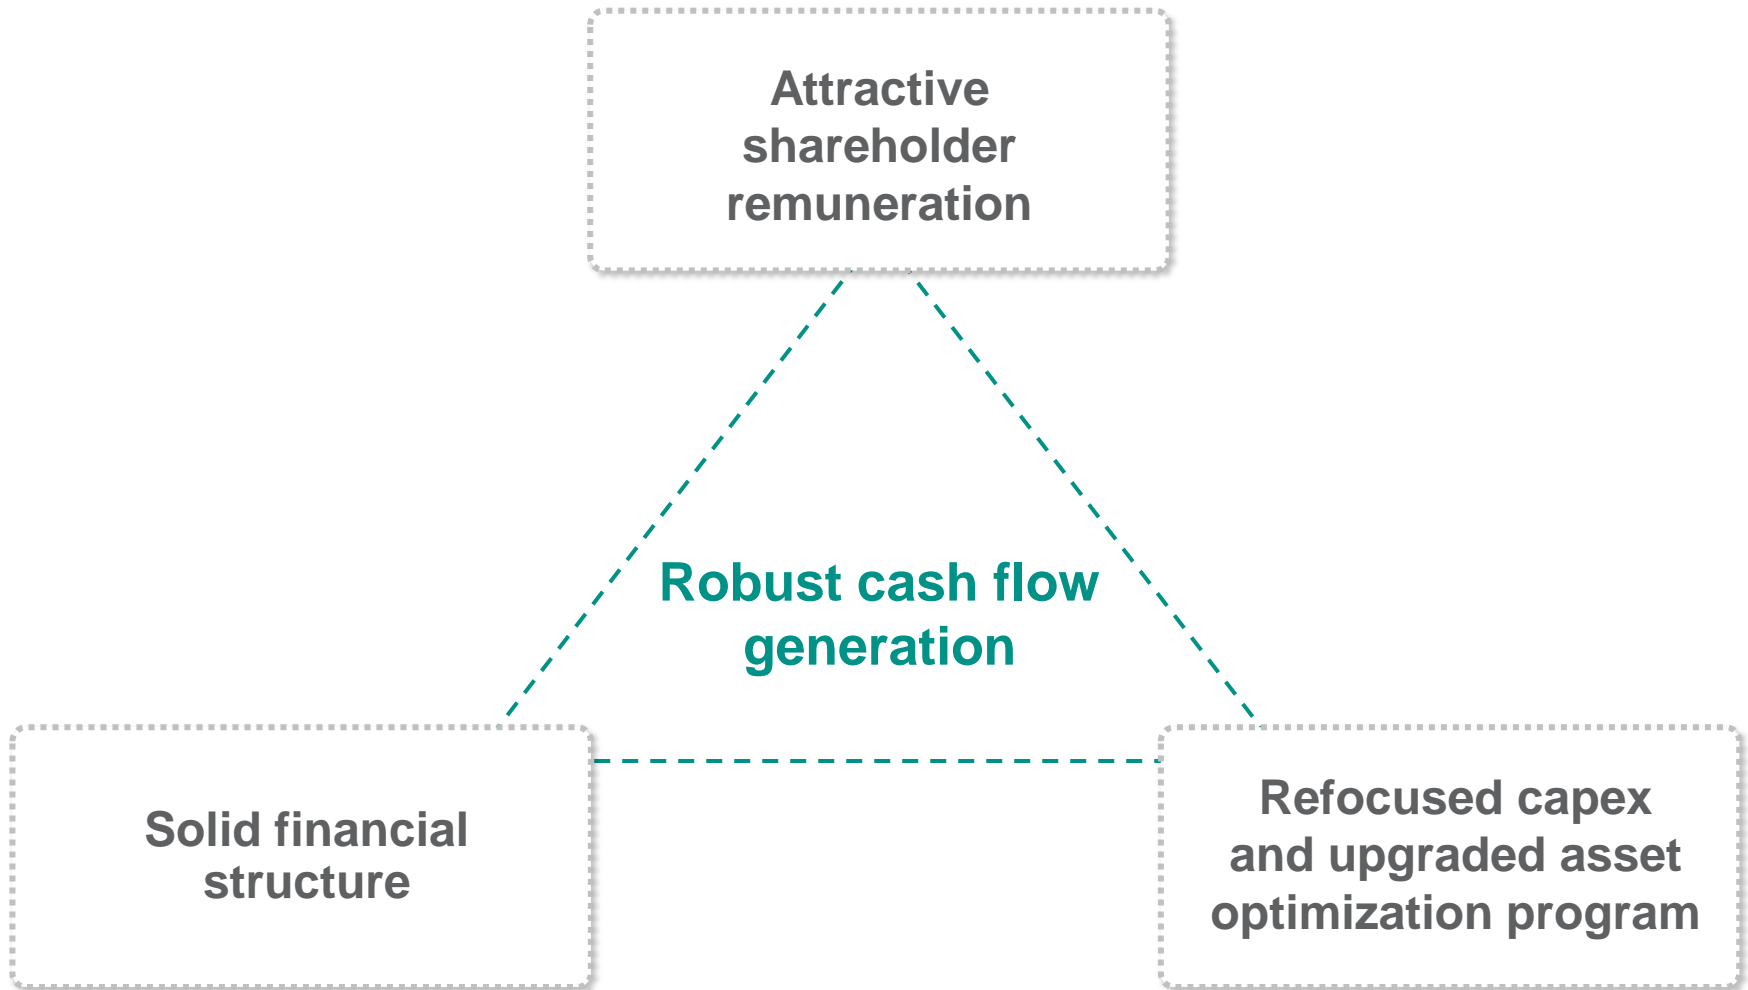 Attractive
shareholder
remuneration
Robust cash flow
generation
Solid financial
structure
Refocused capex
and upgraded asset
optimization program